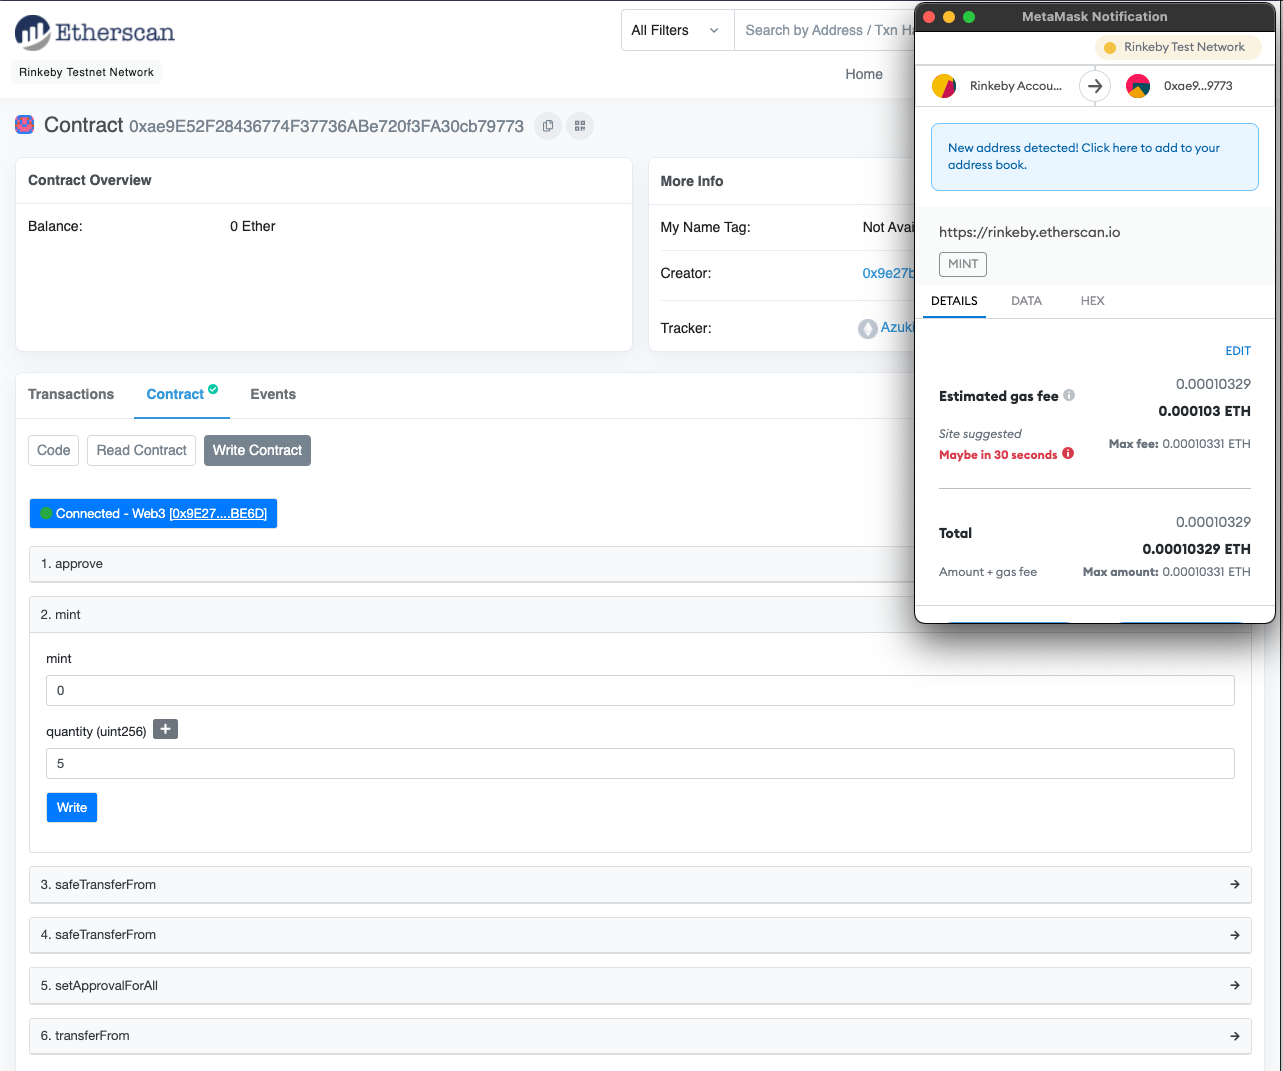 Etherscan
All Filters
Search by Address / Txn Ha
Rinkeby Testnet Network
Home
Contract 0xae9E52F28436774F37736ABe720f3FA30cb79773
Contract Overview
Balance: 0 Ether
More Info
My Name Tag: Not Avai
Creator: 0x9e27b
Tracker: Azuki
Transactions
Contract
Events
Code
Read Contract
Write Contract
Connected - Web3 [0x9E27....BE6D]
1. approve
2. mint
mint
0
quantity (uint256) +
5
Write
3. safeTransferFrom
4. safeTransferFrom
5. setApprovalForAll
6. transferFrom
MetaMask Notification
Rinkeby Test Network
Rinkeby Accou...
0xae9...9773
New address detected! Click here to add to your
address book.
https://rinkeby.etherscan.io
MINT
DETAILS
DATA
HEX
EDIT
0.00010329
Estimated gas fee
0.000103 ETH
Site suggested
Max fee: 0.00010331 ETH
Maybe in 30 seconds
0.00010329
Total
0.00010329 ETH
Amount + gas fee
Max amount: 0.00010331 ETH